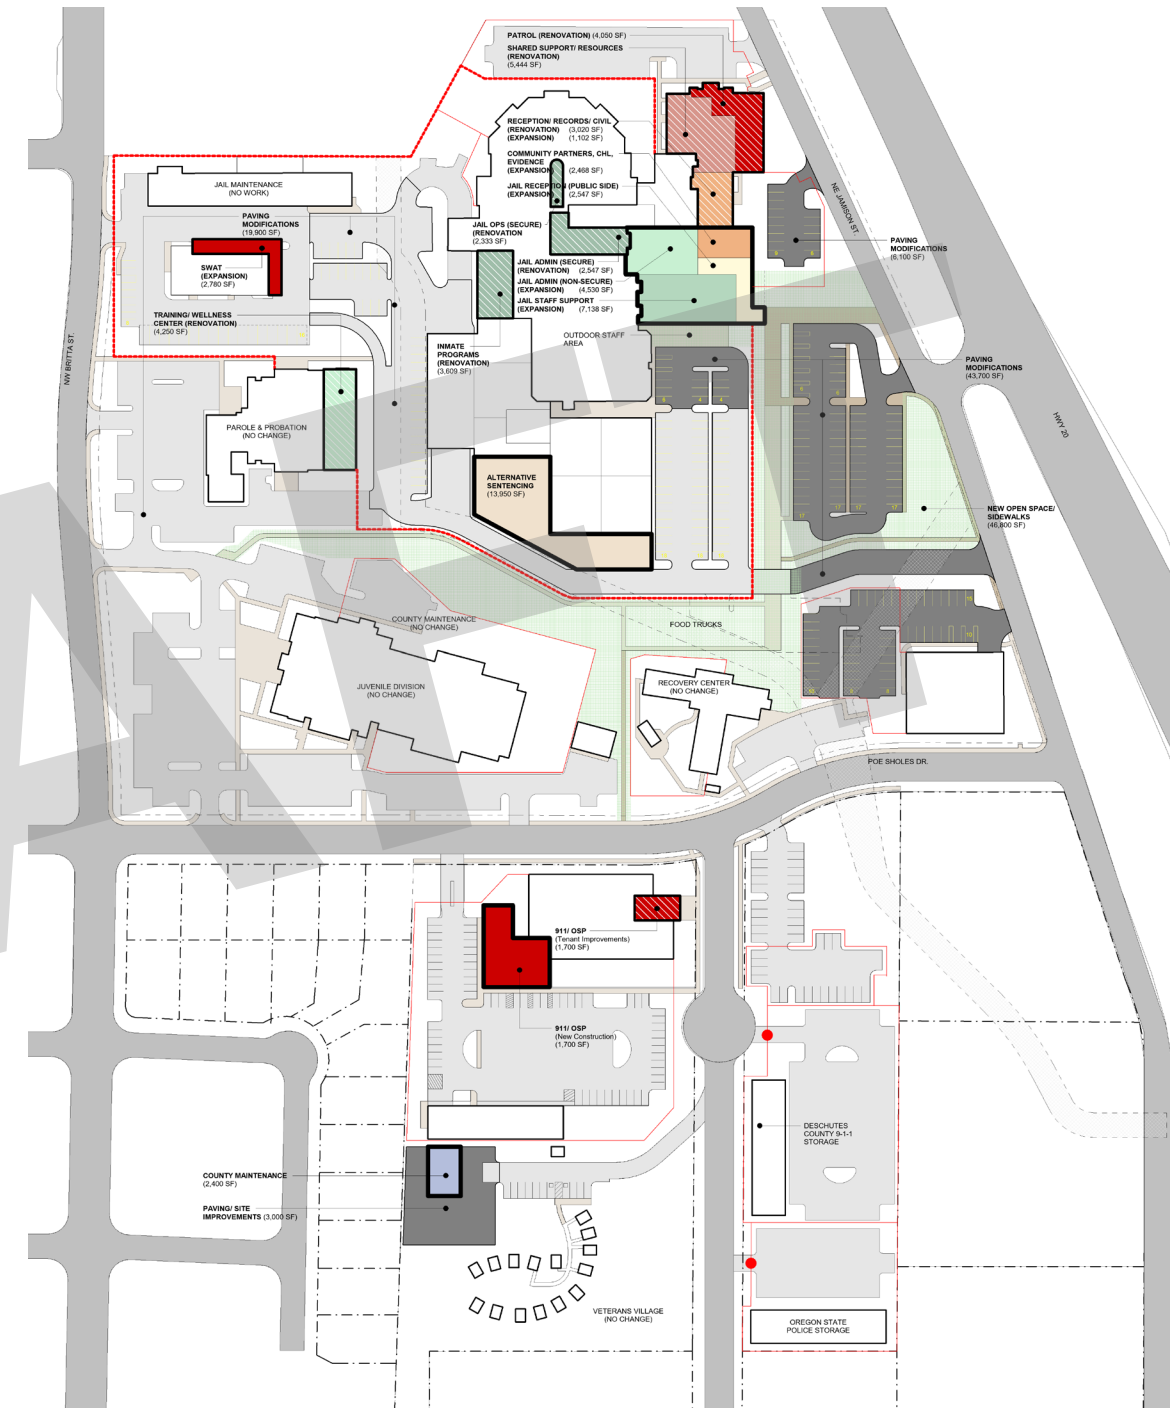 PATROL (RENOVATION) (4,050 SF)
SHARED SUPPORT/ RESOURCES
(RENOVATION)
(5,444 SF)
RECEPTION/ RECORDS/ CIVIL
(RENOVATION) (3,020 SF)
(EXPANSION) (1,102 SF)
COMMUNITY PARTNERS, CHL,
EVIDENCE
(EXPANSION) (2,468 SF)
JAIL RECEPTION (PUBLIC SIDE)
(EXPANSION) (2,547 SF)
JAIL MAINTENANCE
(NO WORK)
PAVING
MODIFICATIONS
(19,900 SF)
SWAT
(EXPANSION)
(2,780 SF)
JAIL OPS (SECURE)
(RENOVATION
(2,333 SF)
JAIL ADMIN (SECURE)
(RENOVATION) (2,547 SF)
JAIL ADMIN (NON-SECURE)
(EXPANSION) (4,530 SF)
JAIL STAFF SUPPORT
(EXPANSION) (7,138 SF)
NE JAMISON ST.
PAVING
MODIFICATIONS
(6,100 SF)
8
8
TRAINING/ WELLNESS
CENTER (RENOVATION)
(4,250 SF)
OUTDOOR STAFF
AREA
INMATE
PROGRAMS
(RENOVATION)
(3,609 SF)
NW BRITTA ST.
PAVING
MODIFICATIONS
(43,700 SF)
HWY 20
PAROLE & PROBATION
(NO CHANGE)
ALTERNATIVE
SENTENCING
(13,950 SF)
17
17
17
17
NEW OPEN SPACE/
SIDEWALKS
(46,800 SF)
COUNTY MAINTENANCE
(NO CHANGE)
FOOD TRUCKS
JUVENILE DIVISION
(NO CHANGE)
RECOVERY CENTER
(NO CHANGE)
POE SHOLES DR.
911/ OSP
(Tenant Improvements)
(1,700 SF)
911/ OSP
(New Construction)
(1,700 SF)
DESCHUTES
COUNTY 9-1-1
STORAGE
COUNTY MAINTENANCE
(2,400 SF)
PAVING/ SITE
IMPROVEMENTS (3,000 SF)
VETERANS VILLAGE
(NO CHANGE)
OREGON STATE
POLICE STORAGE